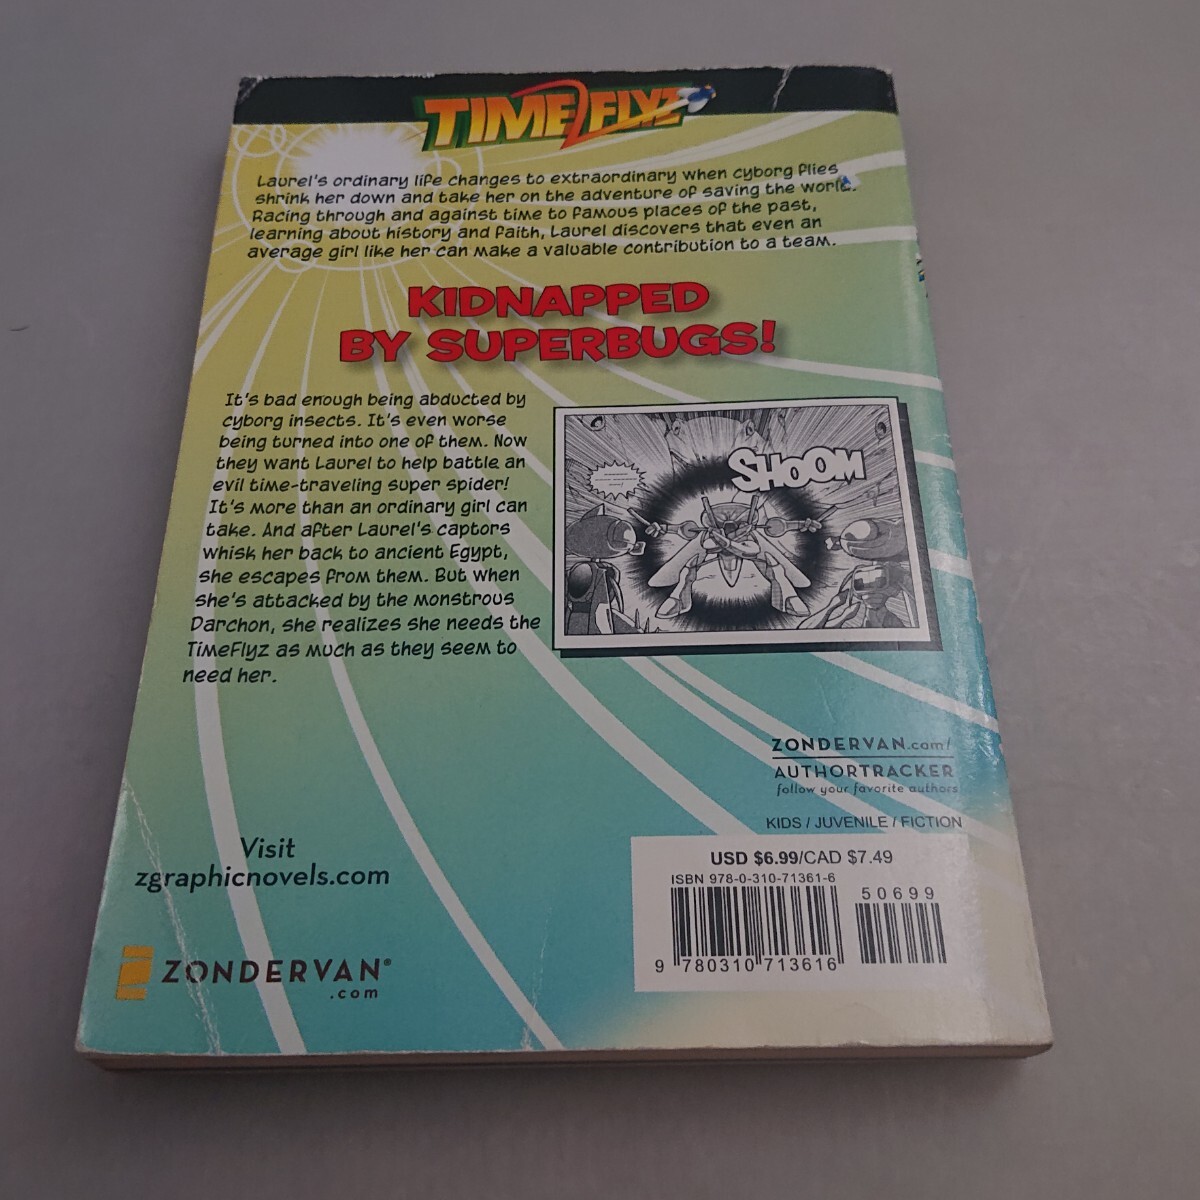 TIMEFLYZ
Laurel's ordinary life changes to extraordinary when cyborg flies
shrink her down and take her on the adventure of saving the world.
Racing through and against time to famous places of the past,
learning about history and faith, Laurel discovers that even an
average girl like her can make a valuable contribution to a team.
KIDNAPPED
BY SUPERBUGS!
It's bad enough being abducted by
cyborg insects. It's even worse
being turned into one of them. Now
they want Laurel to help battle an
evil time-traveling super spider!
It's more than an ordinary girl can
take. And after Laurel's captors
whisk her back to ancient Egypt,
she escapes from them. But when
she's attacked by the monstrous
Darchon, she realizes she needs the
TimeFlyz as much as they seem to
need her.
SHOOM
ZONDERVAN.com/
AUTHORTRACKER
follow your favorite authors
KIDS / JUVENILE / FICTION
USD $6.99/CAD $7.49
ISBN 978-0-310-71361-6
50699
9 780310 713616
Visit
zgraphicnovels.com
ZONDERVAN®
.com